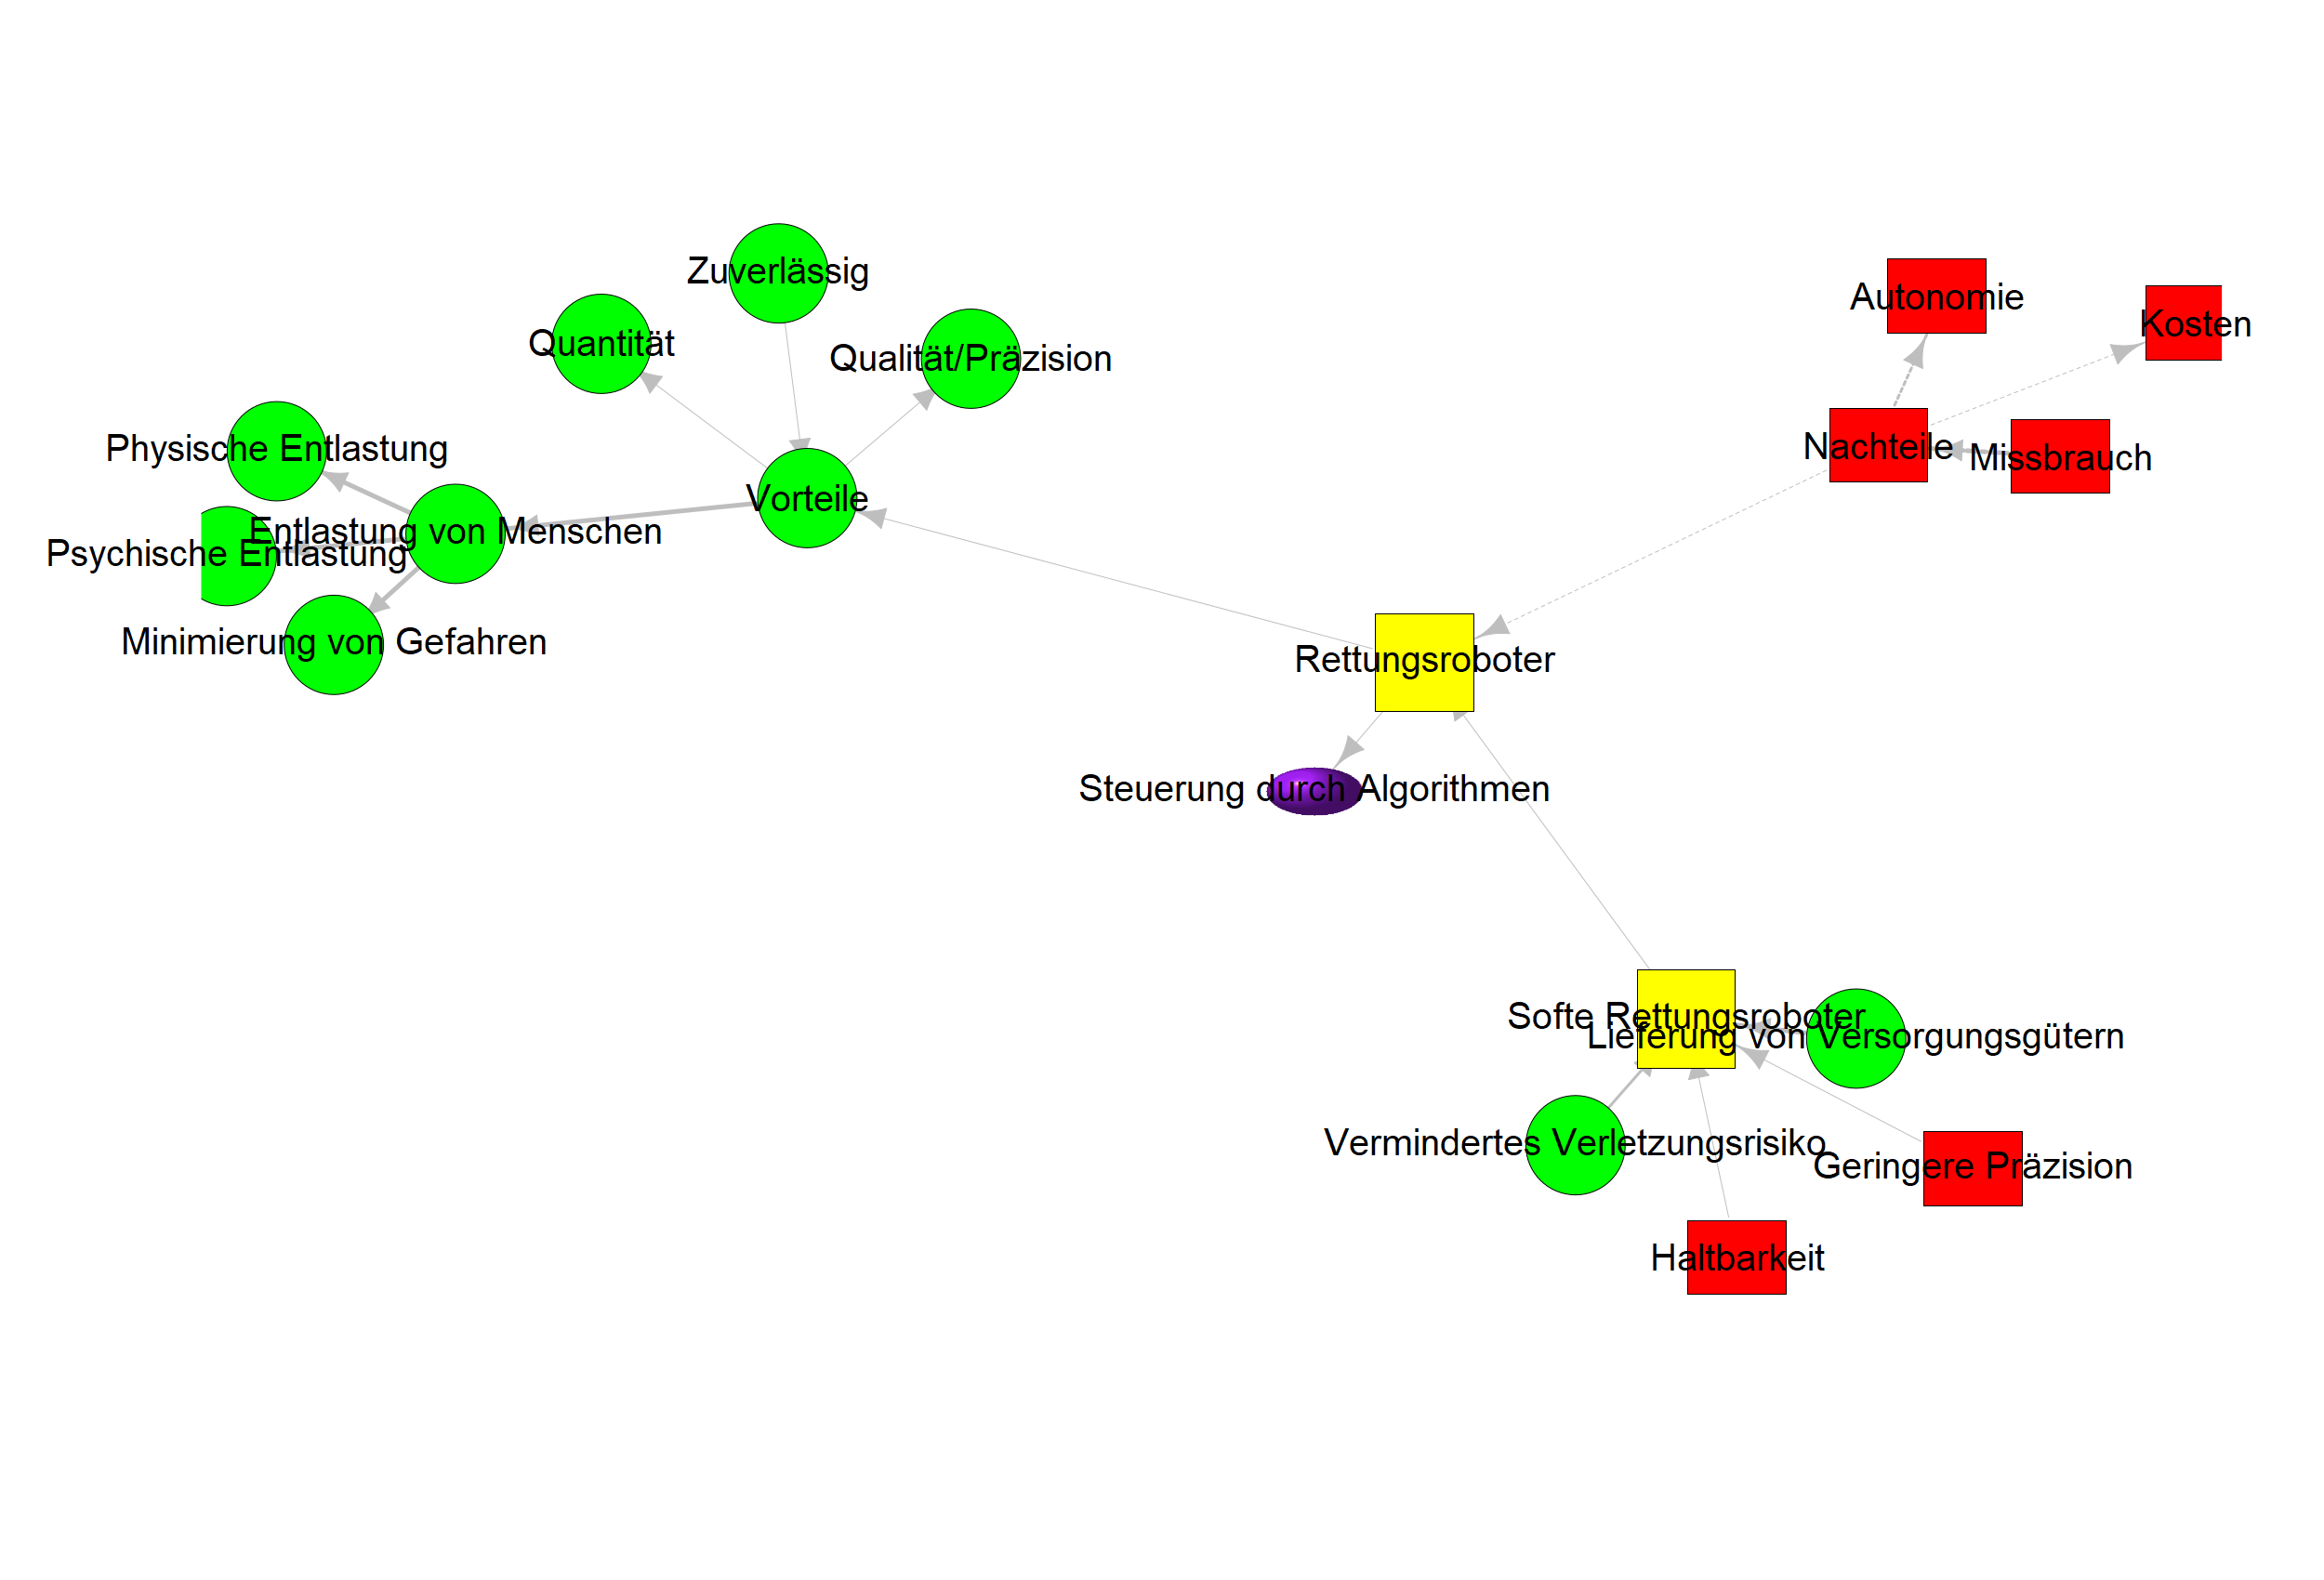 Zuverlässig
Autonomie
Kosten
Quantität
Qualität/Präzision
Physische Entlastung
Nachteile
Missbrauch
Vorteile
Entlastung von Menschen
Psychische Entlastung
Minimierung von Gefahren
Rettungsroboter
Steuerung durch Algorithmen
Softe Rettungsroboter
Lieferung von Versorgungsgütern
Vermindertes Verletzungsrisiko
Geringere Präzision
Haltbarkeit